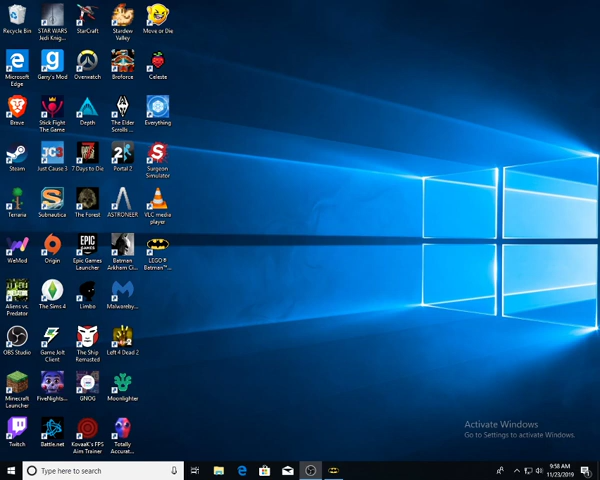 Recycle Bin
STAR WARS
Jedi Knig...
StarCraft
Stardew
Valley
Move or Die
Microsoft
Edge
Garry's Mod
Overwatch
Broforce
Celeste
Brave
Stick Fight
The Game
Depth
The Elder
Scrolls ...
Everything
Steam
JC3
Just Cause 3
7 Days to Die
Portal 2
Surgeon
Simulator
Terraria
Subnautica
The Forest
ASTRONEER
VLC media
player
WeMod
Origin
EPIC
GAMES
Epic Games
Launcher
Batman
Arkham Ci...
LEGO®
Batman™...
Aliens vs.
Predator
The Sims 4
Limbo
Malwareby...
OBS Studio
Game Jolt
Client
The Ship
Remasted
Left 4 Dead 2
Minecraft
Launcher
FiveNights...
GNOG
Moonlighter
Twitch
Battle.net
KovaaK's FPS
Aim Trainer
Totally
Accurat...
Activate Windows
Go to Settings to activate Windows.
Type here to search
9:58 AM
11/23/2019